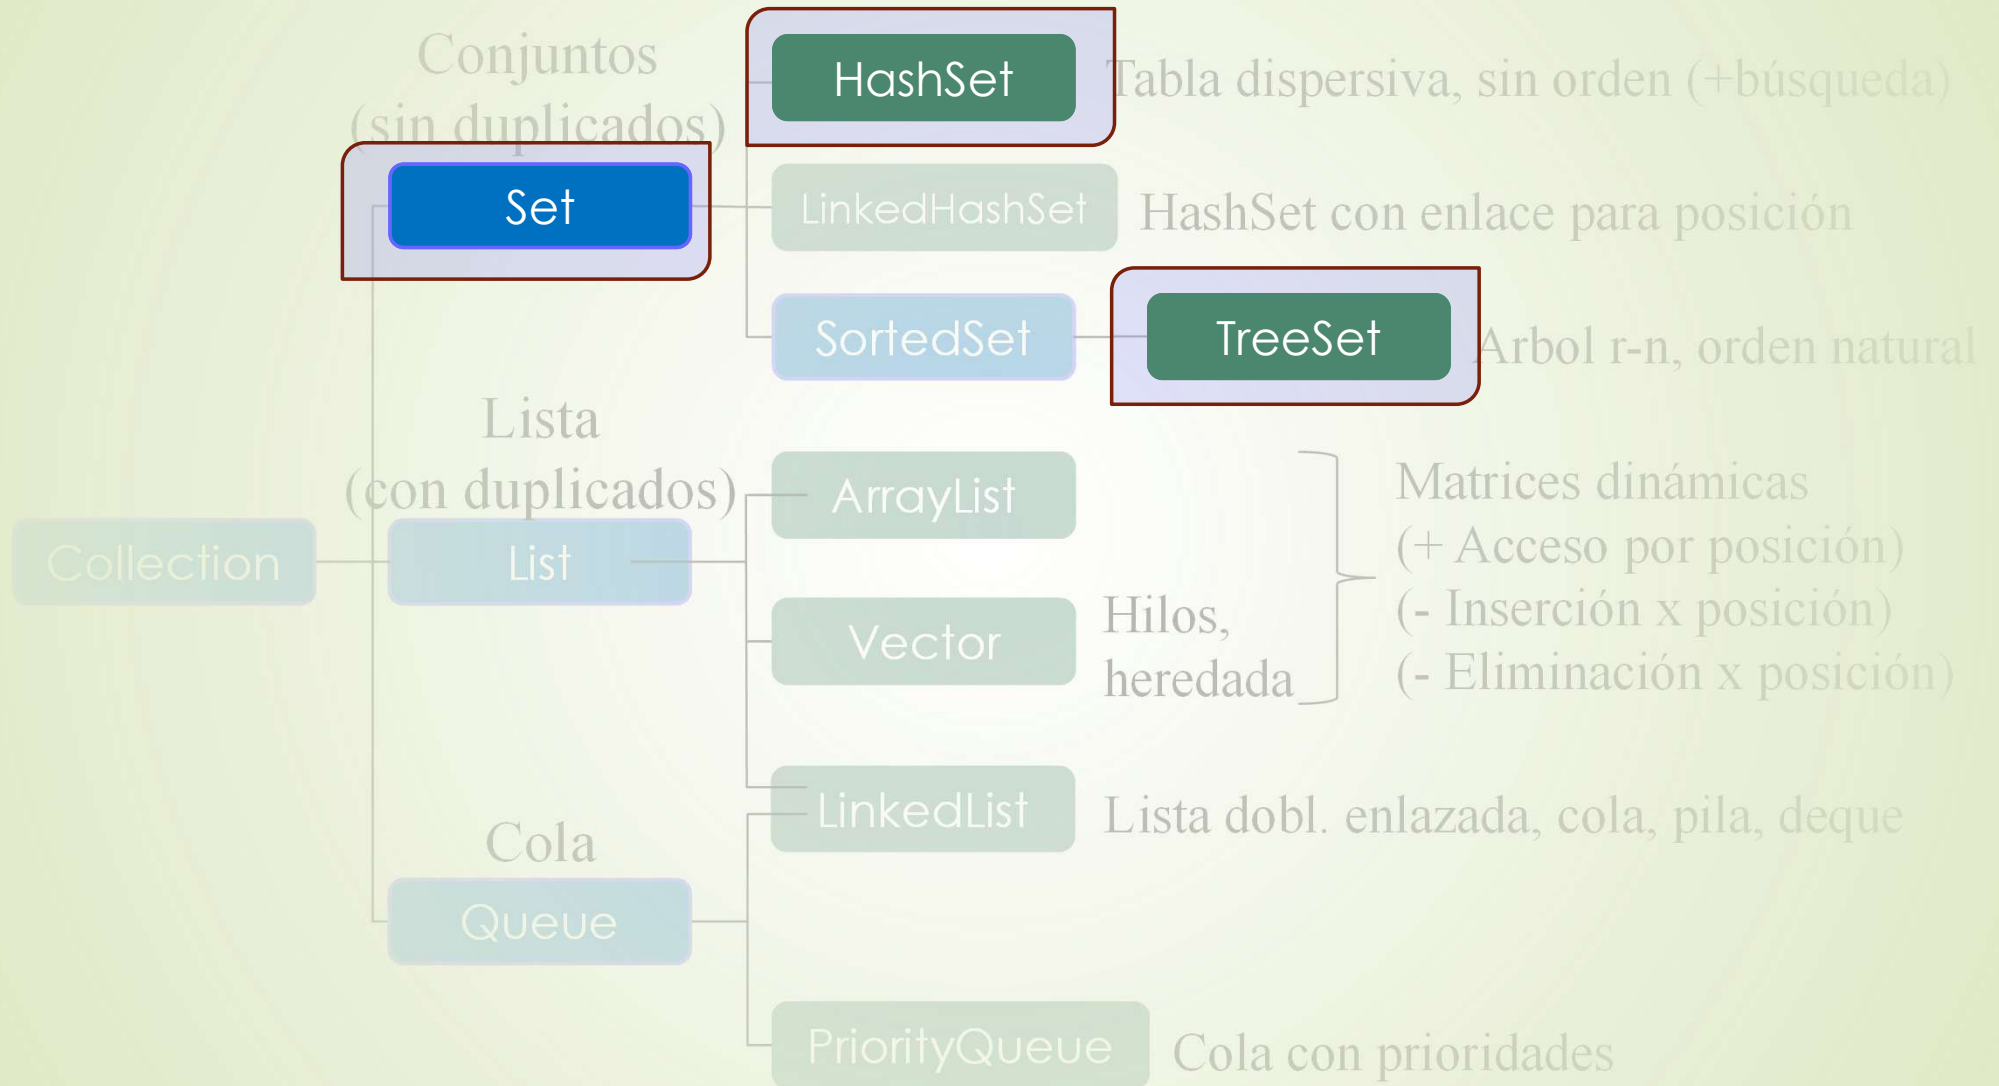 Conjuntos
(sin duplicados)
HashSet
Tabla dispersiva, sin orden (+búsqueda)
Set
LinkedHashSet
HashSet con enlace para posición
SortedSet
TreeSet
Arbol r-n, orden natural
Lista
(con duplicados)
ArrayList
Matrices dinámicas
(+ Acceso por posición)
(- Inserción x posición)
(- Eliminación x posición)
Collection
List
Vector
Hilos,
heredada
LinkedList
Lista dobl. enlazada, cola, pila, deque
Cola
Queue
PriorityQueue
Cola con prioridades